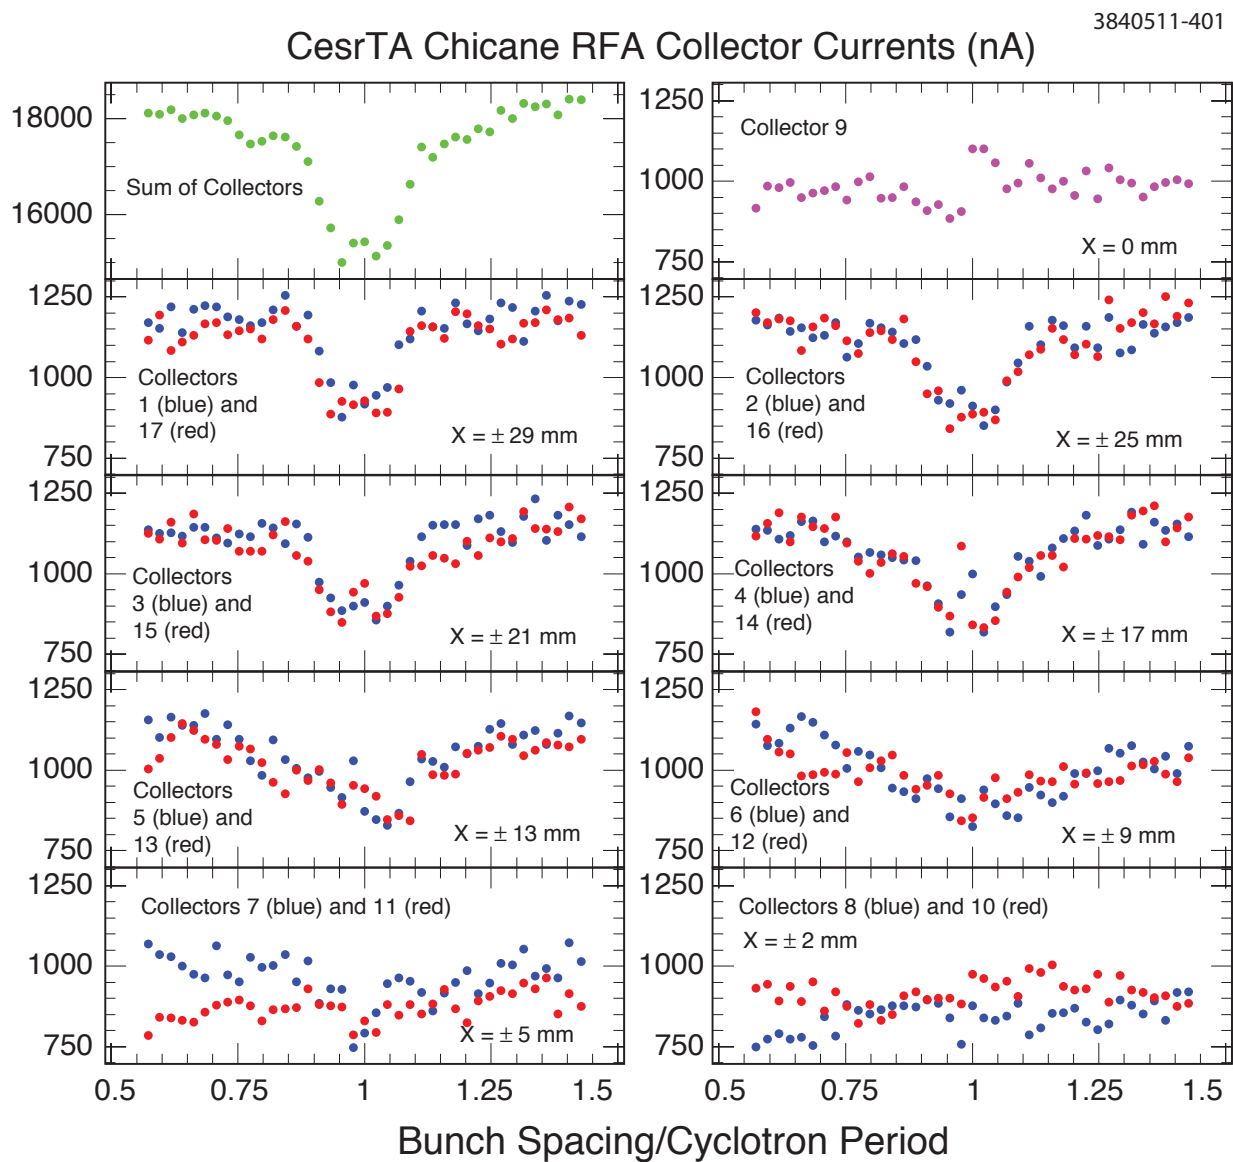 3840511-401
CesrTA Chicane RFA Collector Currents (nA)
18000
Sum of Collectors
16000
1250
Collector 9
1000
X = 0 mm
750
1250
1000
Collectors
1 (blue) and
17 (red)
X = ± 29 mm
750
Collectors
2 (blue) and
16 (red)
X = ± 25 mm
1250
1000
750
1250
1000
Collectors
3 (blue) and
15 (red)
X = ± 21 mm
750
1250
1000
Collectors
4 (blue) and
14 (red)
X = ± 17 mm
750
1250
1000
Collectors
5 (blue) and
13 (red)
X = ± 13 mm
750
1250
1000
Collectors
6 (blue) and
12 (red)
X = ± 9 mm
750
1250
Collectors 7 (blue) and 11 (red)
1000
X = ± 5 mm
750
1250
Collectors 8 (blue) and 10 (red)
X = ± 2 mm
1000
750
0.5 0.75 1 1.25 1.5
0.5 0.75 1 1.25 1.5
Bunch Spacing/Cyclotron Period